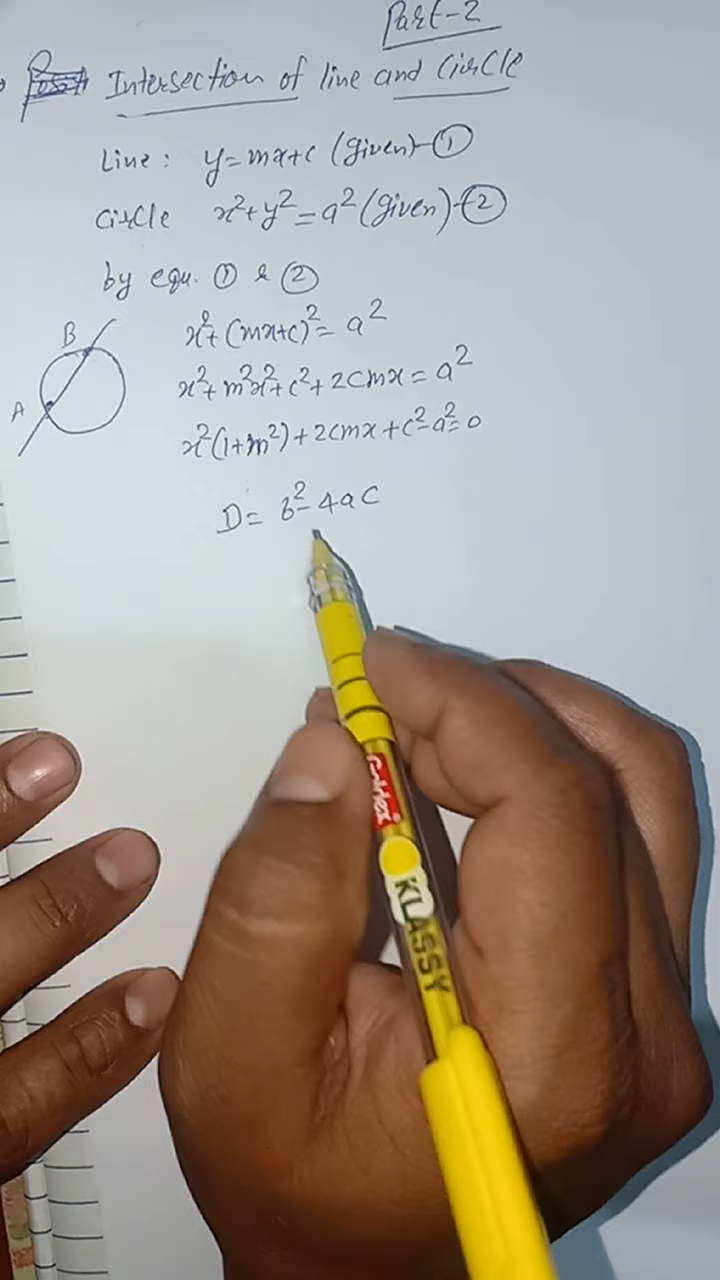 Part-2
Intersection of line and Circle
Line: y=mx+c (given)-①
Circle x²+y²=a² (given)-②
by equ. ① & ②
x²+(mx+c)²=a²
x²+m²x²+c²+2cmx=a²
x²(1+m²)+2cmx+c²-a²=0
B
A
D= b²-4ac
KLASSY